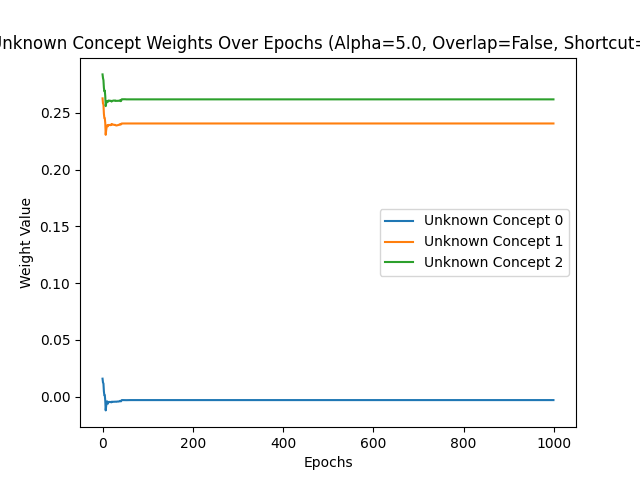 Unknown Concept Weights Over Epochs (Alpha=5.0, Overlap=False, Shortcut=
0.25
0.20
0.15
0.10
0.05
0.00
Weight Value
Unknown Concept 0
Unknown Concept 1
Unknown Concept 2
0 200 400 600 800 1000
Epochs